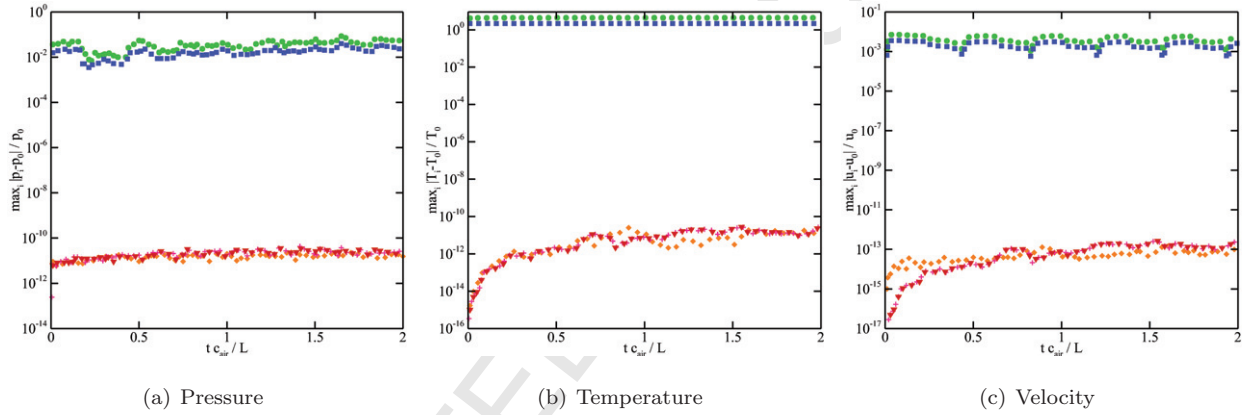 10^0
10^-2
10^-4
10^-6
10^-8
10^-10
10^-12
10^-14
max_i |p_i-p_0| / p_0
0 0.5 1 1.5 2
t c_air / L
(a) Pressure
10^0
10^-2
10^-4
10^-6
10^-8
10^-10
10^-12
10^-14
10^-16
max_i |T_i-T_0| / T_0
0 0.5 1 1.5 2
t c_air / L
(b) Temperature
10^-1
10^-3
10^-5
10^-7
10^-9
10^-11
10^-13
10^-15
10^-17
max_i |u_i-u_0| / u_0
0 0.5 1 1.5 2
t c_air / L
(c) Velocity